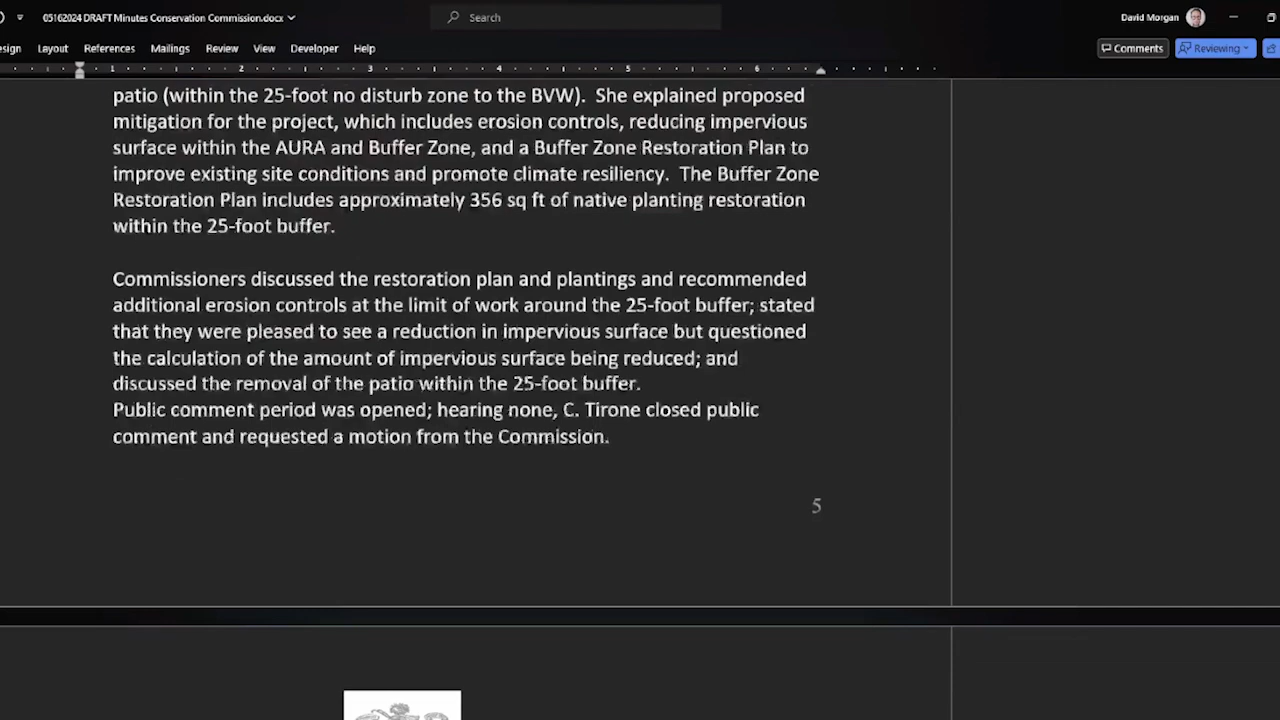 05162024 DRAFT Minutes Conservation Commission.docx
Search
David Morgan
esign Layout References Mailings Review View Developer Help
Comments Reviewing
1 2 3 4 5 6
patio (within the 25-foot no disturb zone to the BVW). She explained proposed
mitigation for the project, which includes erosion controls, reducing impervious
surface within the AURA and Buffer Zone, and a Buffer Zone Restoration Plan to
improve existing site conditions and promote climate resiliency. The Buffer Zone
Restoration Plan includes approximately 356 sq ft of native planting restoration
within the 25-foot buffer.
Commissioners discussed the restoration plan and plantings and recommended
additional erosion controls at the limit of work around the 25-foot buffer; stated
that they were pleased to see a reduction in impervious surface but questioned
the calculation of the amount of impervious surface being reduced; and
discussed the removal of the patio within the 25-foot buffer.
Public comment period was opened; hearing none, C. Tirone closed public
comment and requested a motion from the Commission.
5